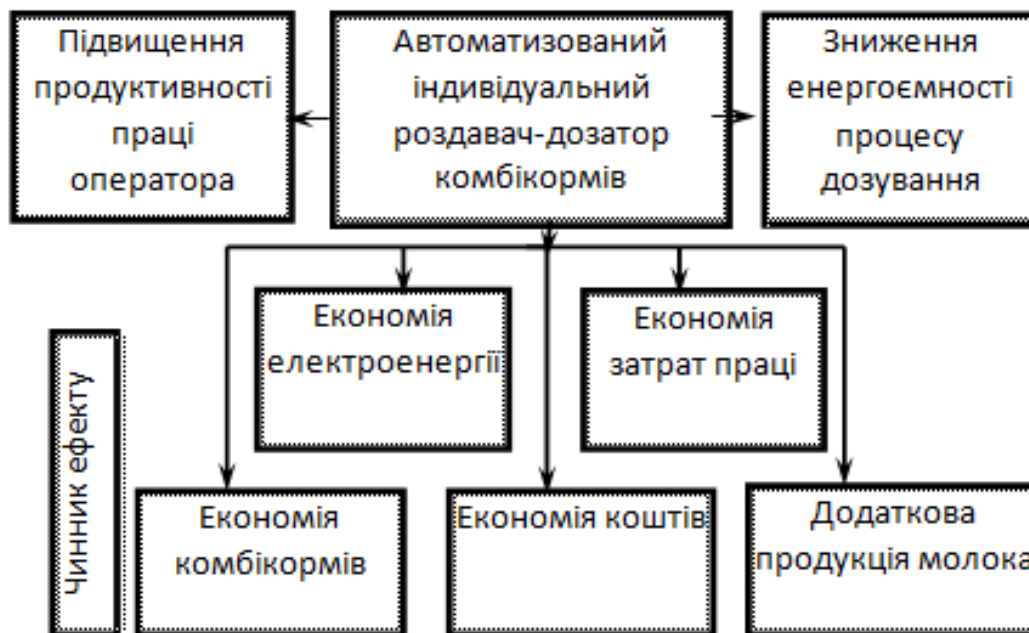 Підвищення
продуктивності
праці
оператора
Автоматизований
індивідуальний
роздавач-дозатор
комбікормів
Зниження
енергоємності
процесу
дозування
Економія
електроенергії
Економія
затрат праці
Чинник ефекту
Економія
комбікормів
Економія коштів
Додаткова
продукція молока